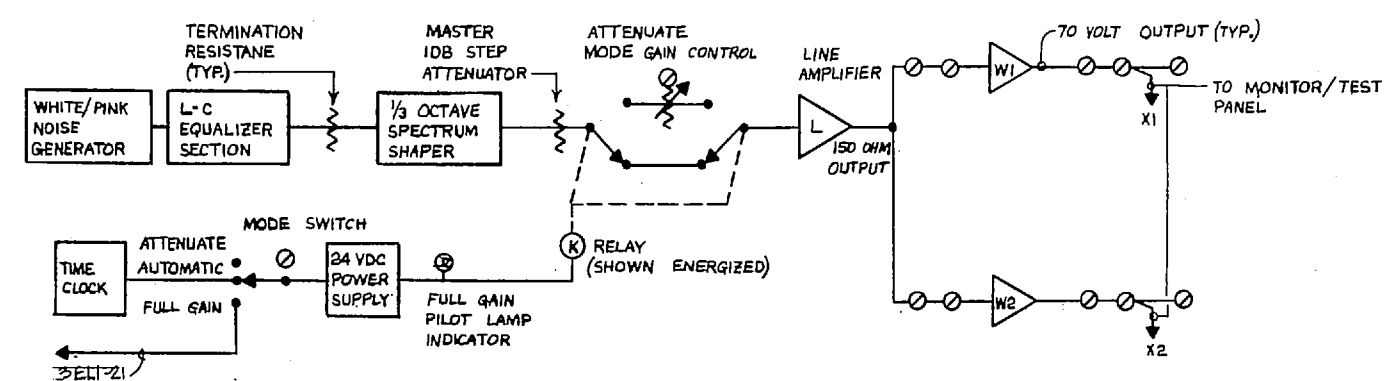 TERMINATION
RESISTANE
(TYP.)
MASTER
1DB STEP
ATTENUATOR
ATTENUATE
MODE GAIN CONTROL
LINE
AMPLIFIER
70 VOLT OUTPUT (TYP.)
WHITE/PINK
NOISE
GENERATOR
L-C
EQUALIZER
SECTION
1/3 OCTAVE
SPECTRUM
SHAPER
L
150 OHM
OUTPUT
W1
X1
TO MONITOR/TEST
PANEL
MODE SWITCH
TIME
CLOCK
ATTENUATE
AUTOMATIC
FULL GAIN
24 VDC
POWER
SUPPLY
R
FULL GAIN
PILOT LAMP
INDICATOR
K
RELAY
(SHOWN ENERGIZED)
W2
X2
3ELI-21